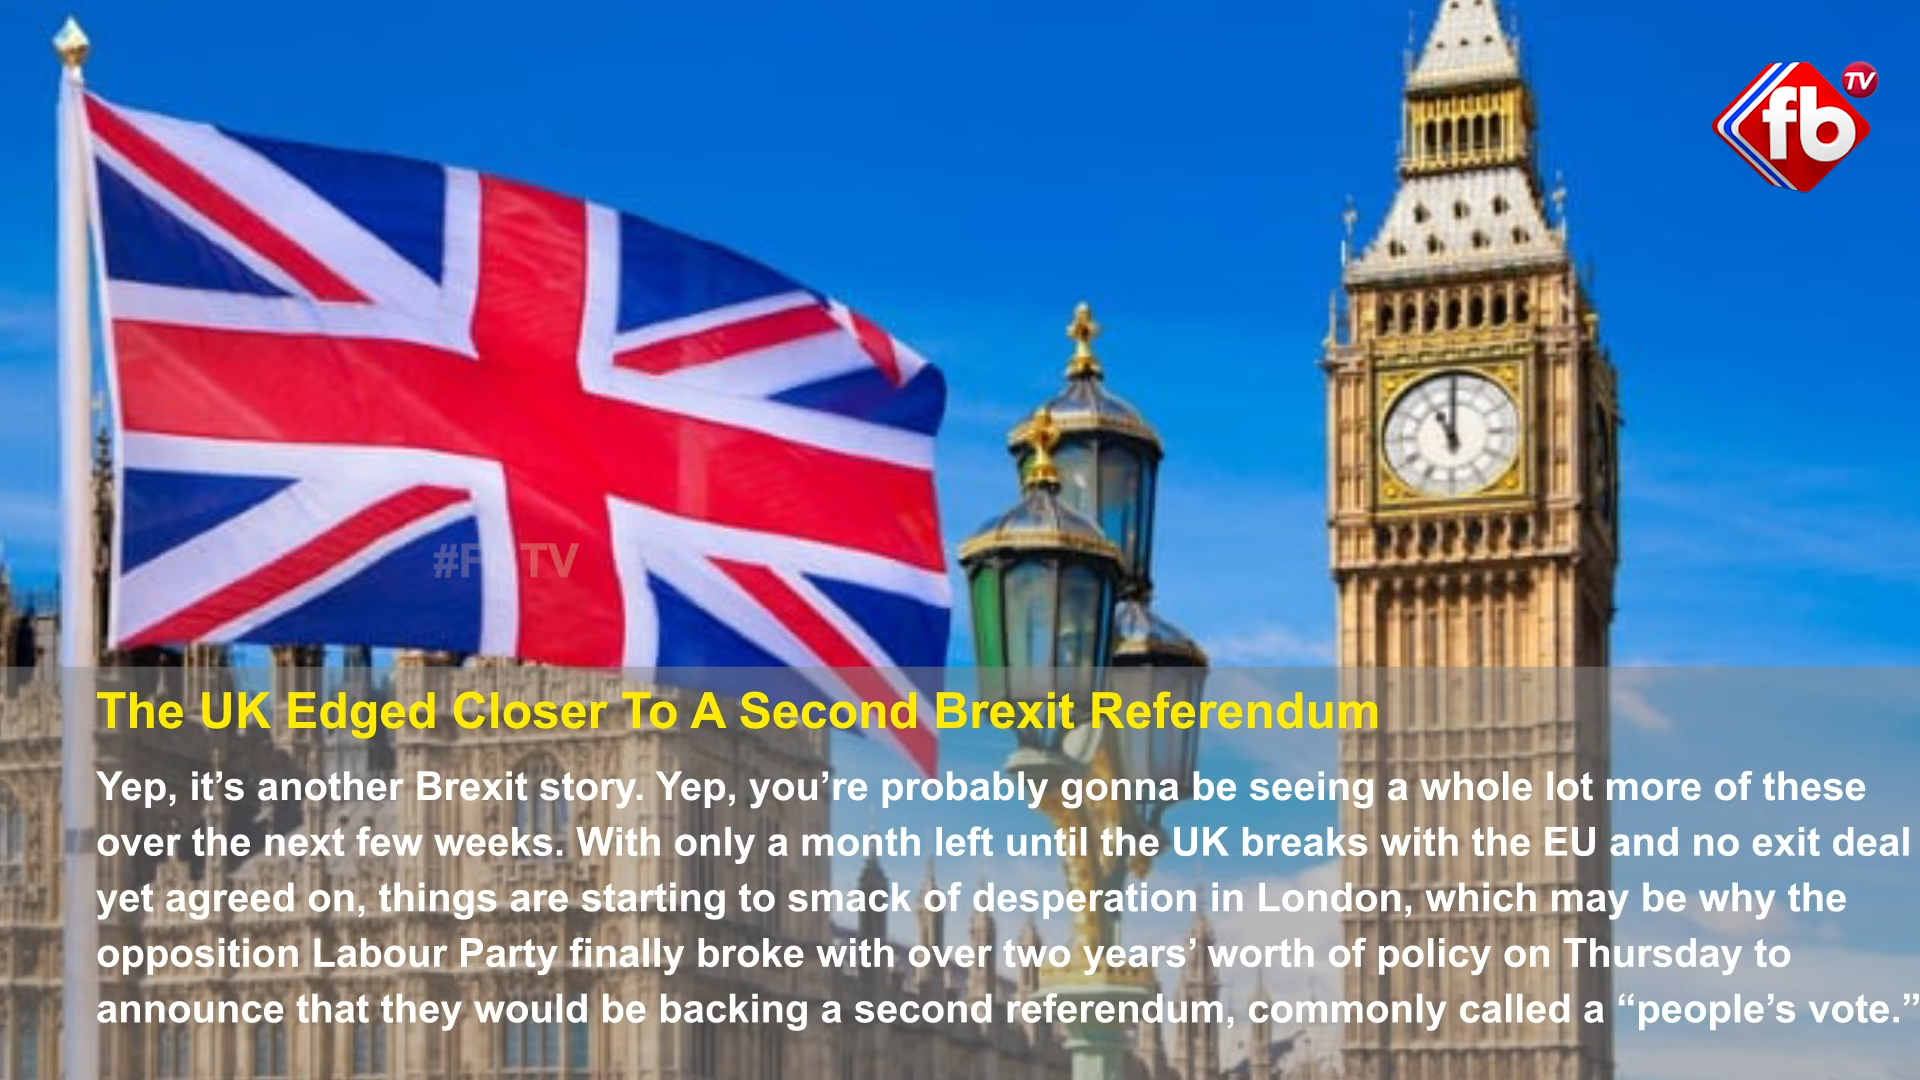 fb TV
#F TV
The UK Edged Closer To A Second Brexit Referendum
Yep, it’s another Brexit story. Yep, you’re probably gonna be seeing a whole lot more of these
over the next few weeks. With only a month left until the UK breaks with the EU and no exit deal
yet agreed on, things are starting to smack of desperation in London, which may be why the
opposition Labour Party finally broke with over two years’ worth of policy on Thursday to
announce that they would be backing a second referendum, commonly called a “people’s vote.”